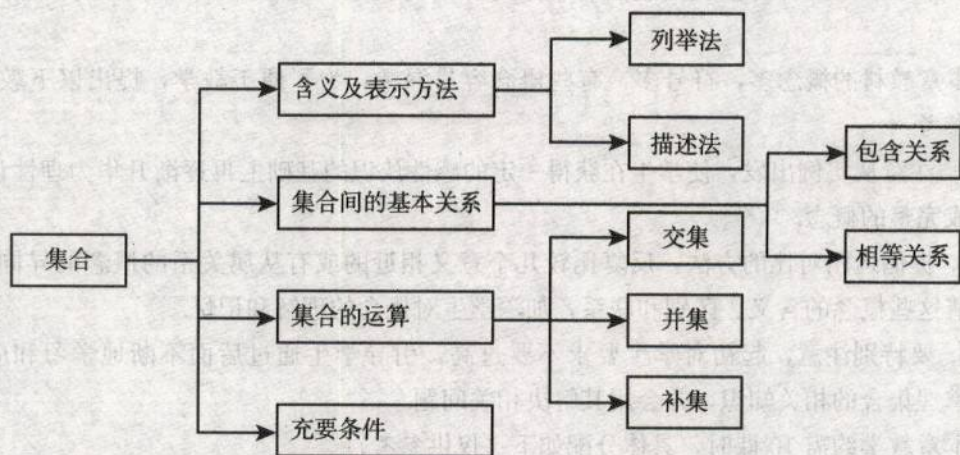 集合
含义及表示方法
列举法
描述法
集合间的基本关系
包含关系
相等关系
集合的运算
交集
并集
补集
充要条件